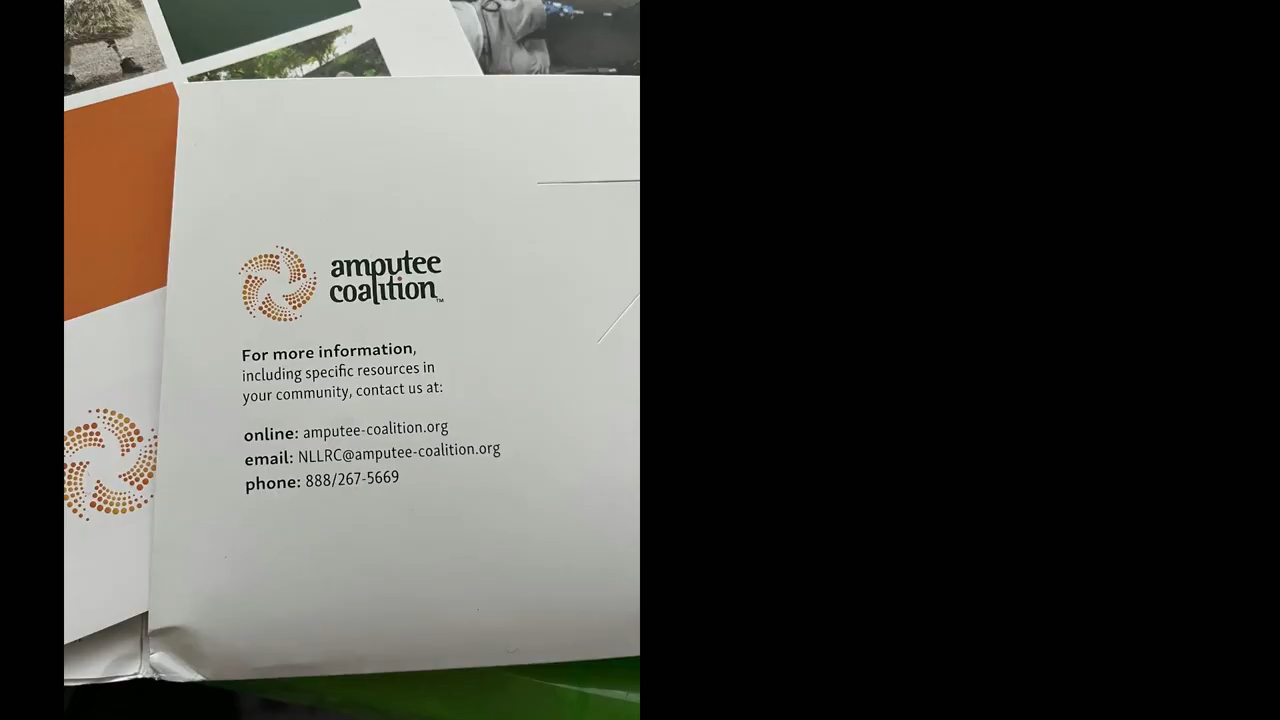 amputee
coalition™
For more information,
including specific resources in
your community, contact us at:
online: amputee-coalition.org
email: NLLRC@amputee-coalition.org
phone: 888/267-5669